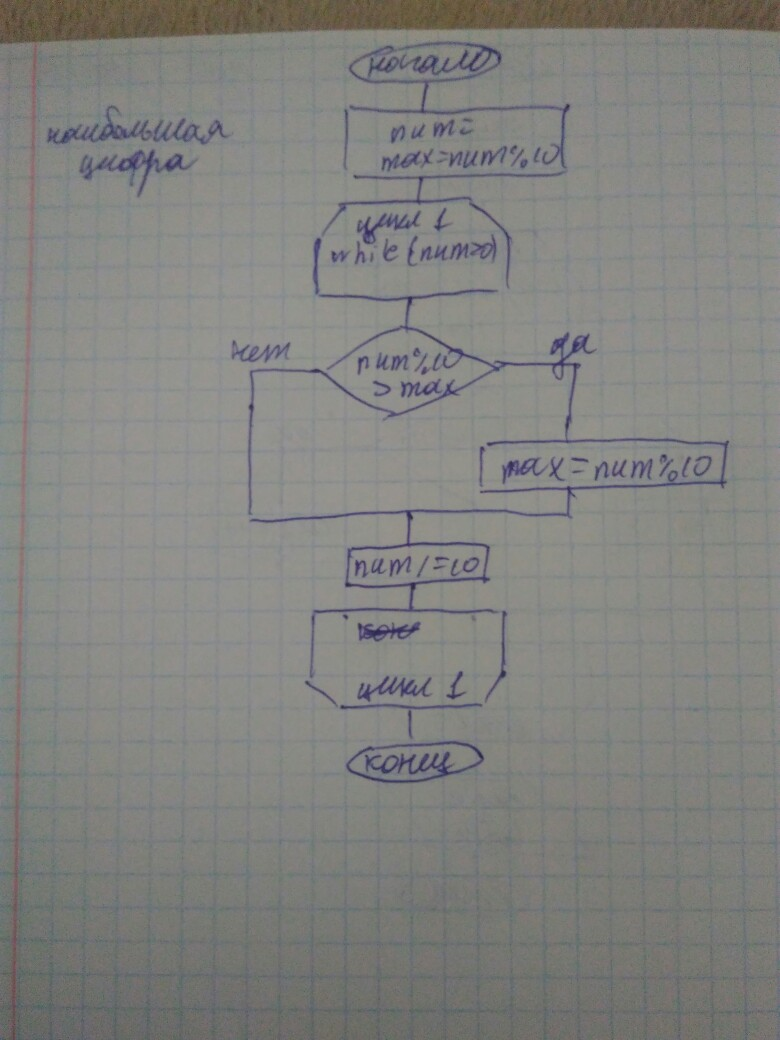 начало
наибольшая
цифра
num=
max=num%10
цикл 1
while (num>0)
нет
да
num%10
>max
max=num%10
num/=10
цикл 1
конец